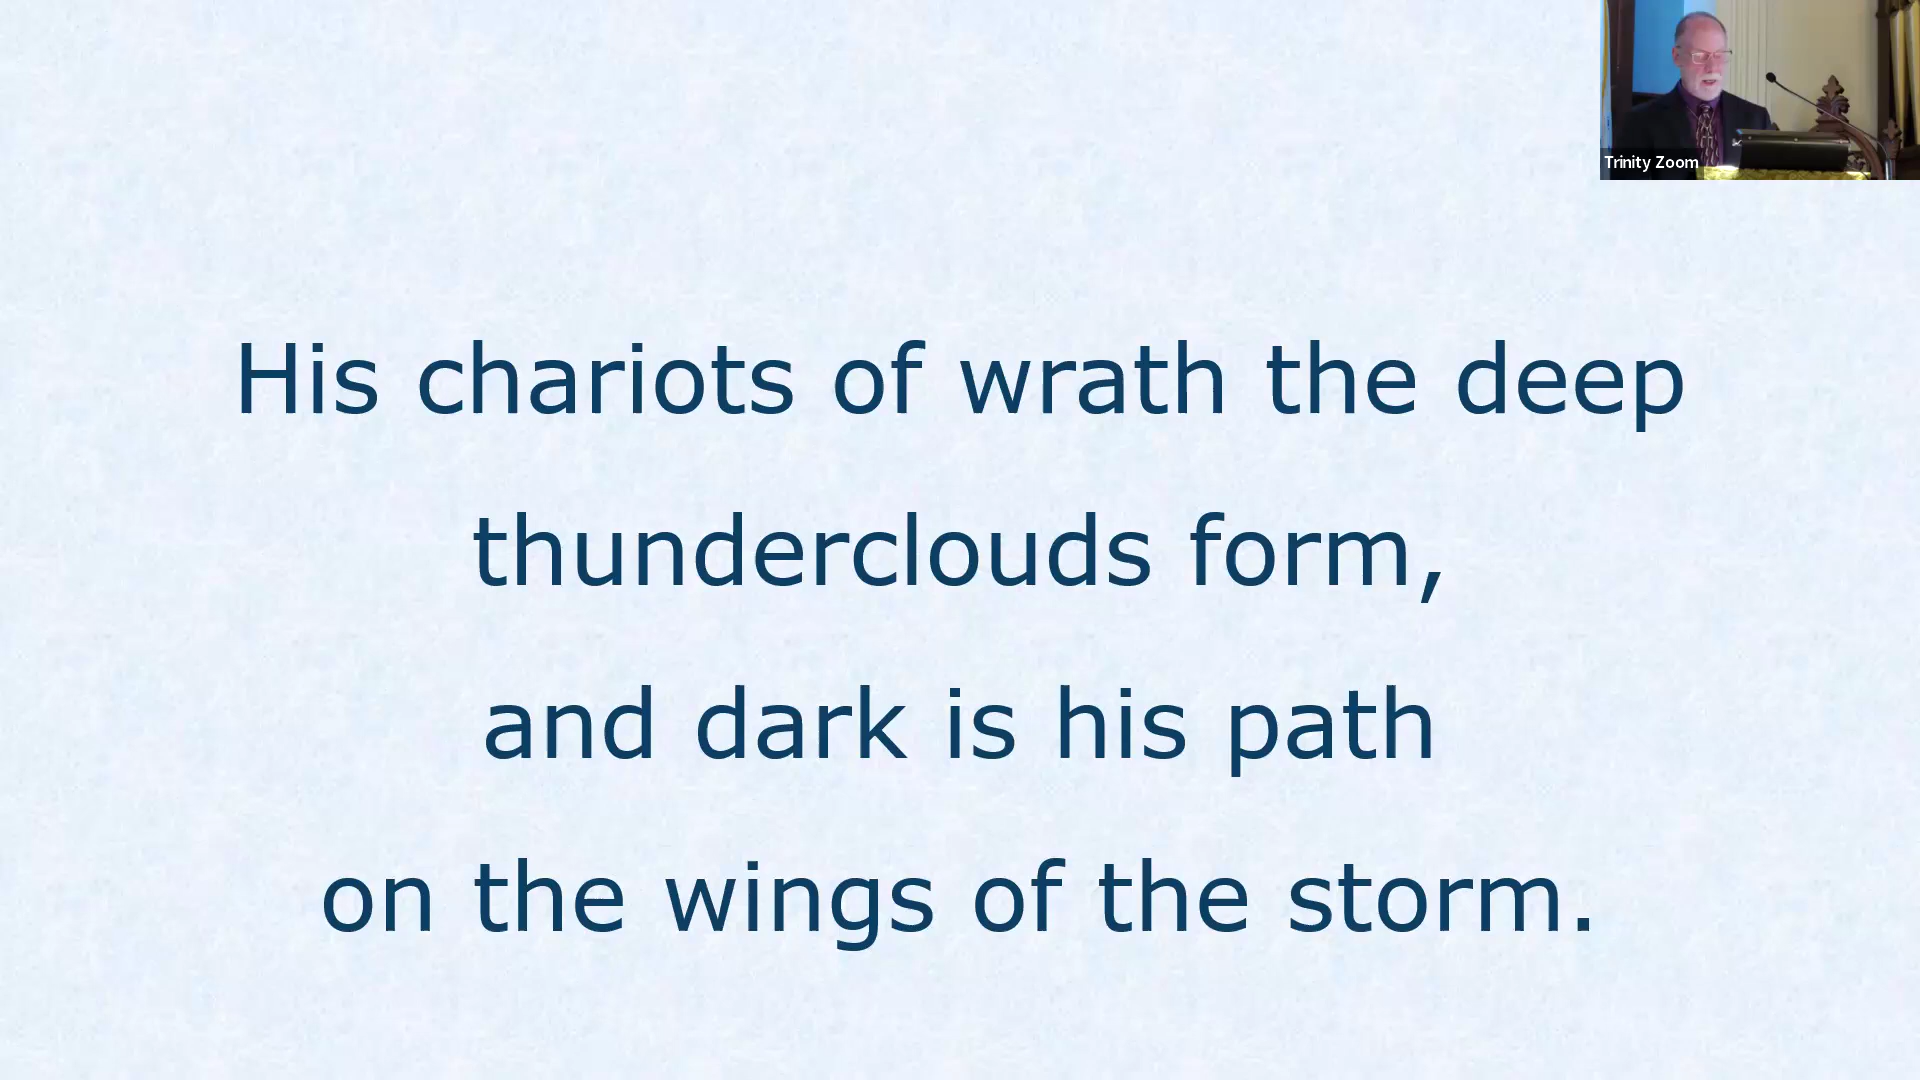 Trinity Zoom
His chariots of wrath the deep
thunderclouds form,
and dark is his path
on the wings of the storm.